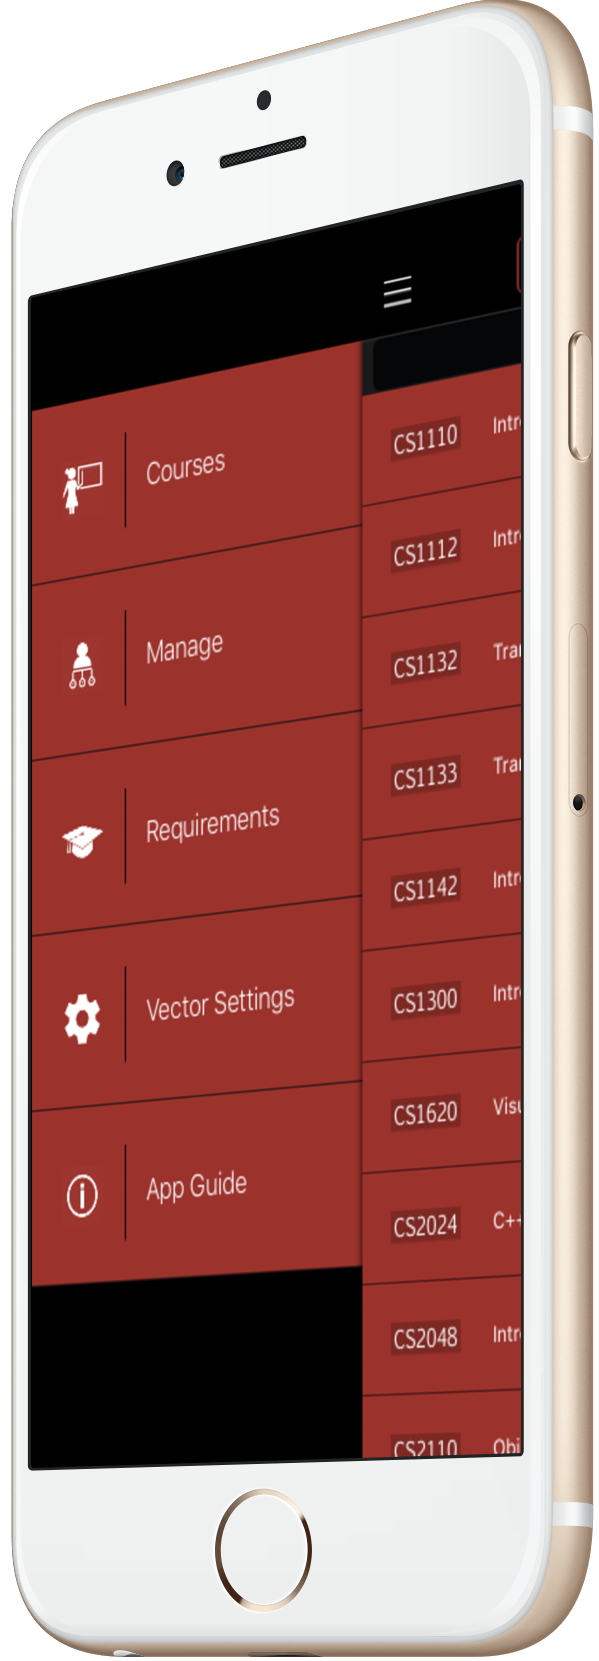 Courses
Manage
Requirements
Vector Settings
App Guide
CS1110 Intr
CS1112 Intr
CS1132 Tra
CS1133 Tra
CS1142 Intr
CS1300 Intr
CS1620 Visu
CS2024 C++
CS2048 Intr
CS2110 Obj